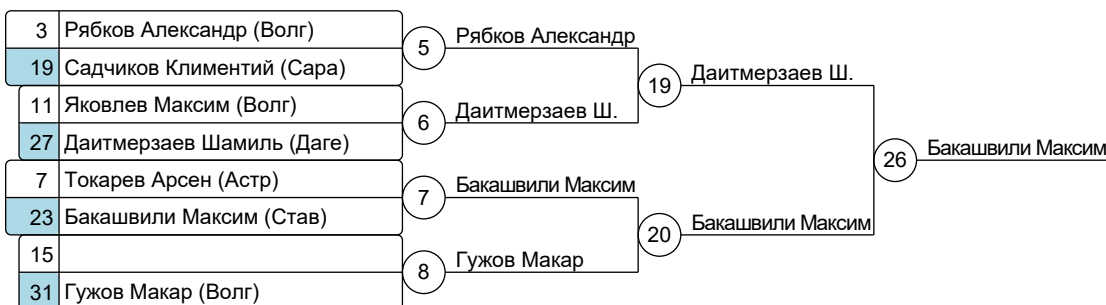 3 Рябков Александр (Волг)
19 Садчиков Климентий (Сара)
11 Яковлев Максим (Волг)
27 Даитмерзаев Шамиль (Даге)
7 Токарев Арсен (Астр)
23 Бакашвили Максим (Став)
15
31 Гужов Макар (Волг)
5 Рябков Александр
6 Даитмерзаев Ш.
7 Бакашвили Максим
8 Гужов Макар
19 Даитмерзаев Ш.
20 Бакашвили Максим
26 Бакашвили Максим